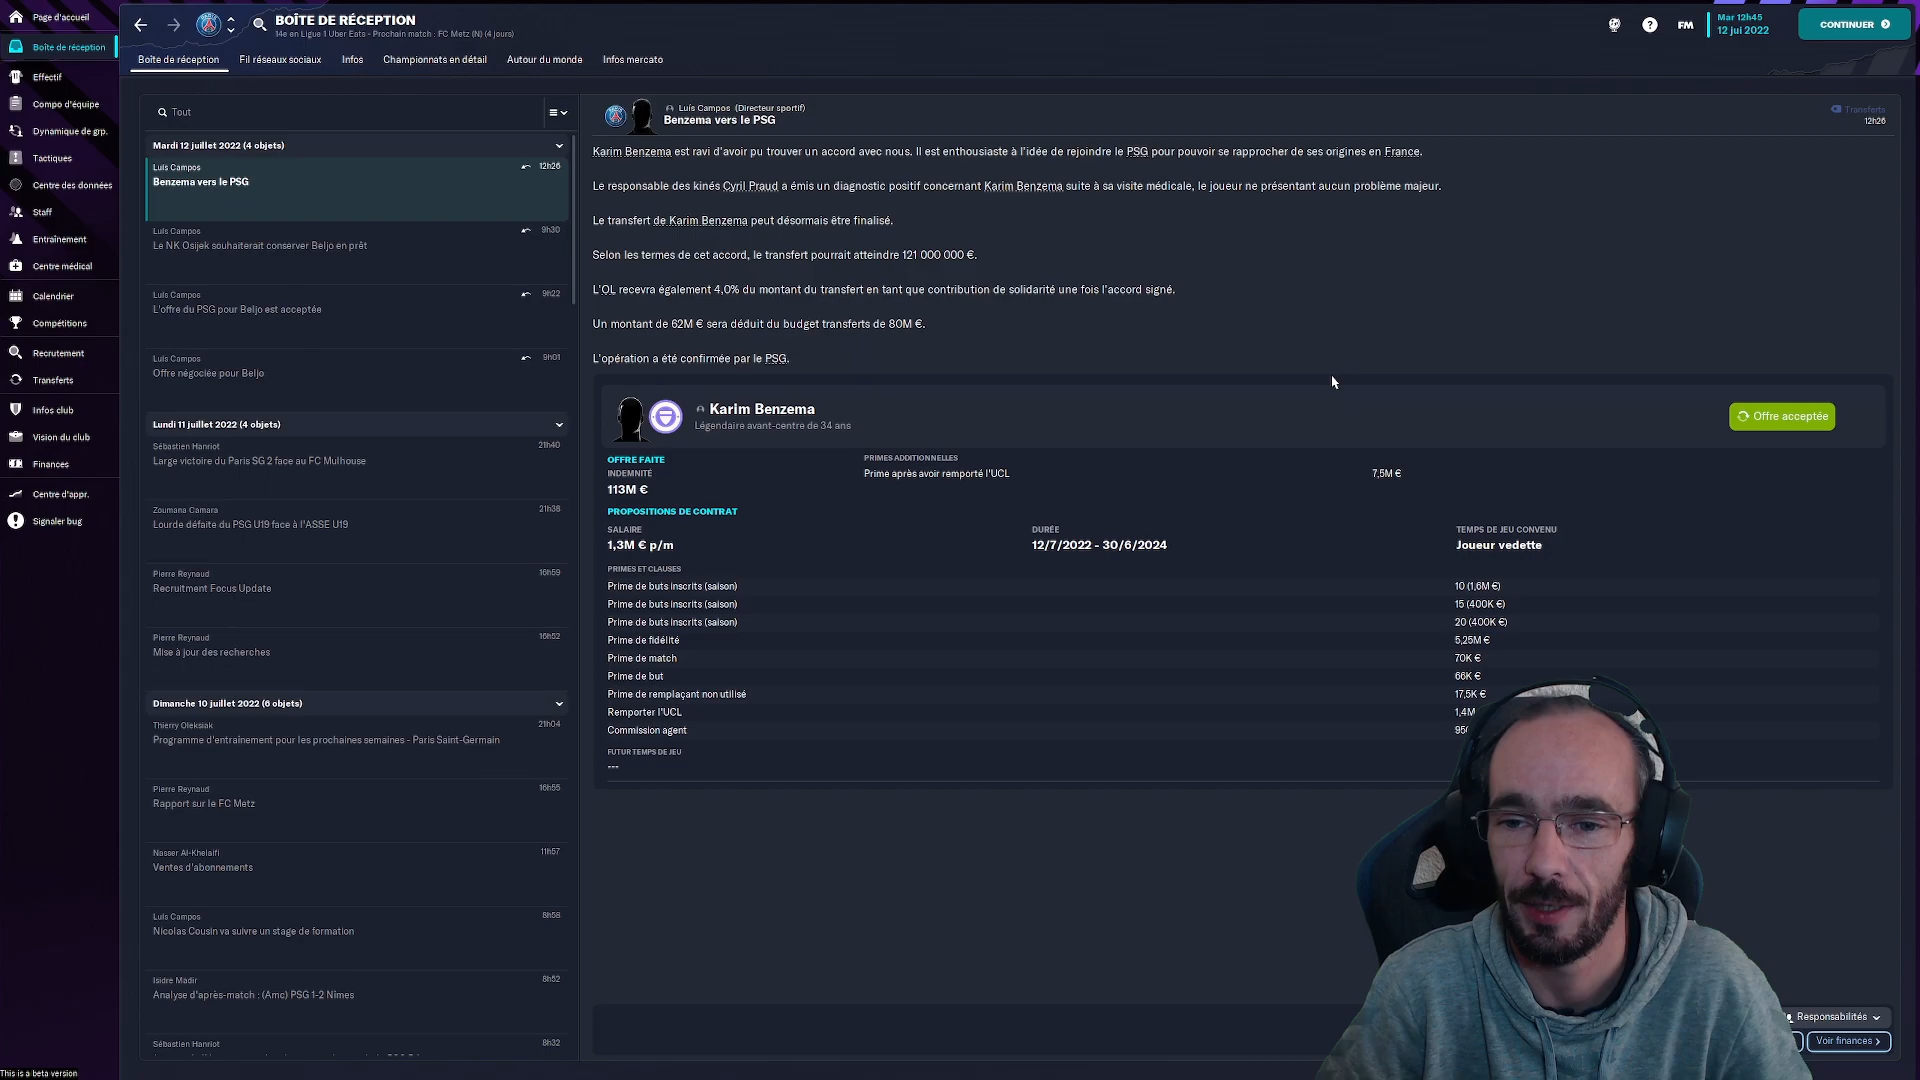 Page d'accueil
Boîte de réception
Effectif
Compo d'équipe
Dynamique de grp.
Tactiques
Centre des données
Staff
Entraînement
Centre médical
Calendrier
Compétitions
Recrutement
Transferts
Infos club
Vision du club
Finances
Centre d'appr.
Signaler bug
This is a beta version
BOÎTE DE RÉCEPTION
14e en Ligue 1 Uber Eats - Prochain match : FC Metz (N) (4 jours)
FM
Mar 12h45
12 jui 2022
CONTINUER
Boîte de réception
Fil réseaux sociaux
Infos
Championnats en détail
Autour du monde
Infos mercato
Tout
Mardi 12 juillet 2022 (4 objets)
Luís Campos 12h26
Benzema vers le PSG
Luís Campos 9h30
Le NK Osijek souhaiterait conserver Beljo en prêt
Luís Campos 9h22
L'offre du PSG pour Beljo est acceptée
Luís Campos 9h01
Offre négociée pour Beljo
Lundi 11 juillet 2022 (4 objets)
Sébastien Hanriot 21h40
Large victoire du Paris SG 2 face au FC Mulhouse
Zoumana Camara 21h38
Lourde défaite du PSG U19 face à l'ASSE U19
Pierre Reynaud 16h59
Recruitment Focus Update
Pierre Reynaud 16h52
Mise à jour des recherches
Dimanche 10 juillet 2022 (6 objets)
Thierry Oleksiak 21h04
Programme d'entraînement pour les prochaines semaines - Paris Saint-Germain
Pierre Reynaud 16h55
Rapport sur le FC Metz
Nasser Al-Khelaïfi 11h57
Ventes d'abonnements
Luís Campos 8h58
Nicolas Cousin va suivre un stage de formation
Isidre Madir 8h52
Analyse d'après-match : (Amc) PSG 1-2 Nîmes
Sébastien Hanriot 8h32
Luís Campos (Directeur sportif)
Benzema vers le PSG
Transferts
12h26
Karim Benzema est ravi d'avoir pu trouver un accord avec nous. Il est enthousiaste à l'idée de rejoindre le PSG pour pouvoir se rapprocher de ses origines en France.
Le responsable des kinés Cyril Praud a émis un diagnostic positif concernant Karim Benzema suite à sa visite médicale, le joueur ne présentant aucun problème majeur.
Le transfert de Karim Benzema peut désormais être finalisé.
Selon les termes de cet accord, le transfert pourrait atteindre 121 000 000 €.
L'OL recevra également 4,0% du montant du transfert en tant que contribution de solidarité une fois l'accord signé.
Un montant de 62M € sera déduit du budget transferts de 80M €.
L'opération a été confirmée par le PSG.
Karim Benzema
Légendaire avant-centre de 34 ans
Offre acceptée
OFFRE FAITE
INDEMNITÉ
113M €
PRIMES ADDITIONNELLES
Prime après avoir remporté l'UCL 7,5M €
PROPOSITIONS DE CONTRAT
SALAIRE
1,3M € p/m
DURÉE
12/7/2022 - 30/6/2024
TEMPS DE JEU CONVENU
Joueur vedette
PRIMES ET CLAUSES
Prime de buts inscrits (saison) 10 (1,6M €)
Prime de buts inscrits (saison) 15 (400K €)
Prime de buts inscrits (saison) 20 (400K €)
Prime de fidélité 5,25M €
Prime de match 70K €
Prime de but 66K €
Prime de remplaçant non utilisé 17,5K €
Remporter l'UCL 1,4M
Commission agent
FUTUR TEMPS DE JEU
---
Responsabilités
Voir finances